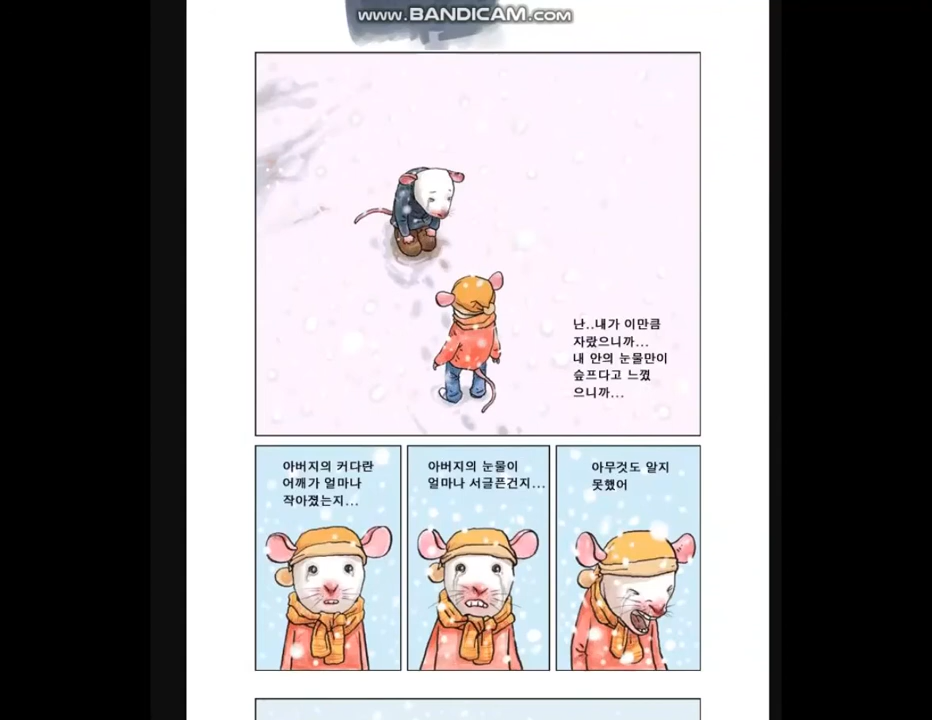 www.BANDICAM.com
난..내가 이만큼
자랐으니까...
내 안의 눈물만이
슬프다고 느꼈
으니까...
아버지의 커다란
어깨가 얼마나
작아졌는지...
아버지의 눈물이
얼마나 서글픈건지...
아무것도 알지
못했어